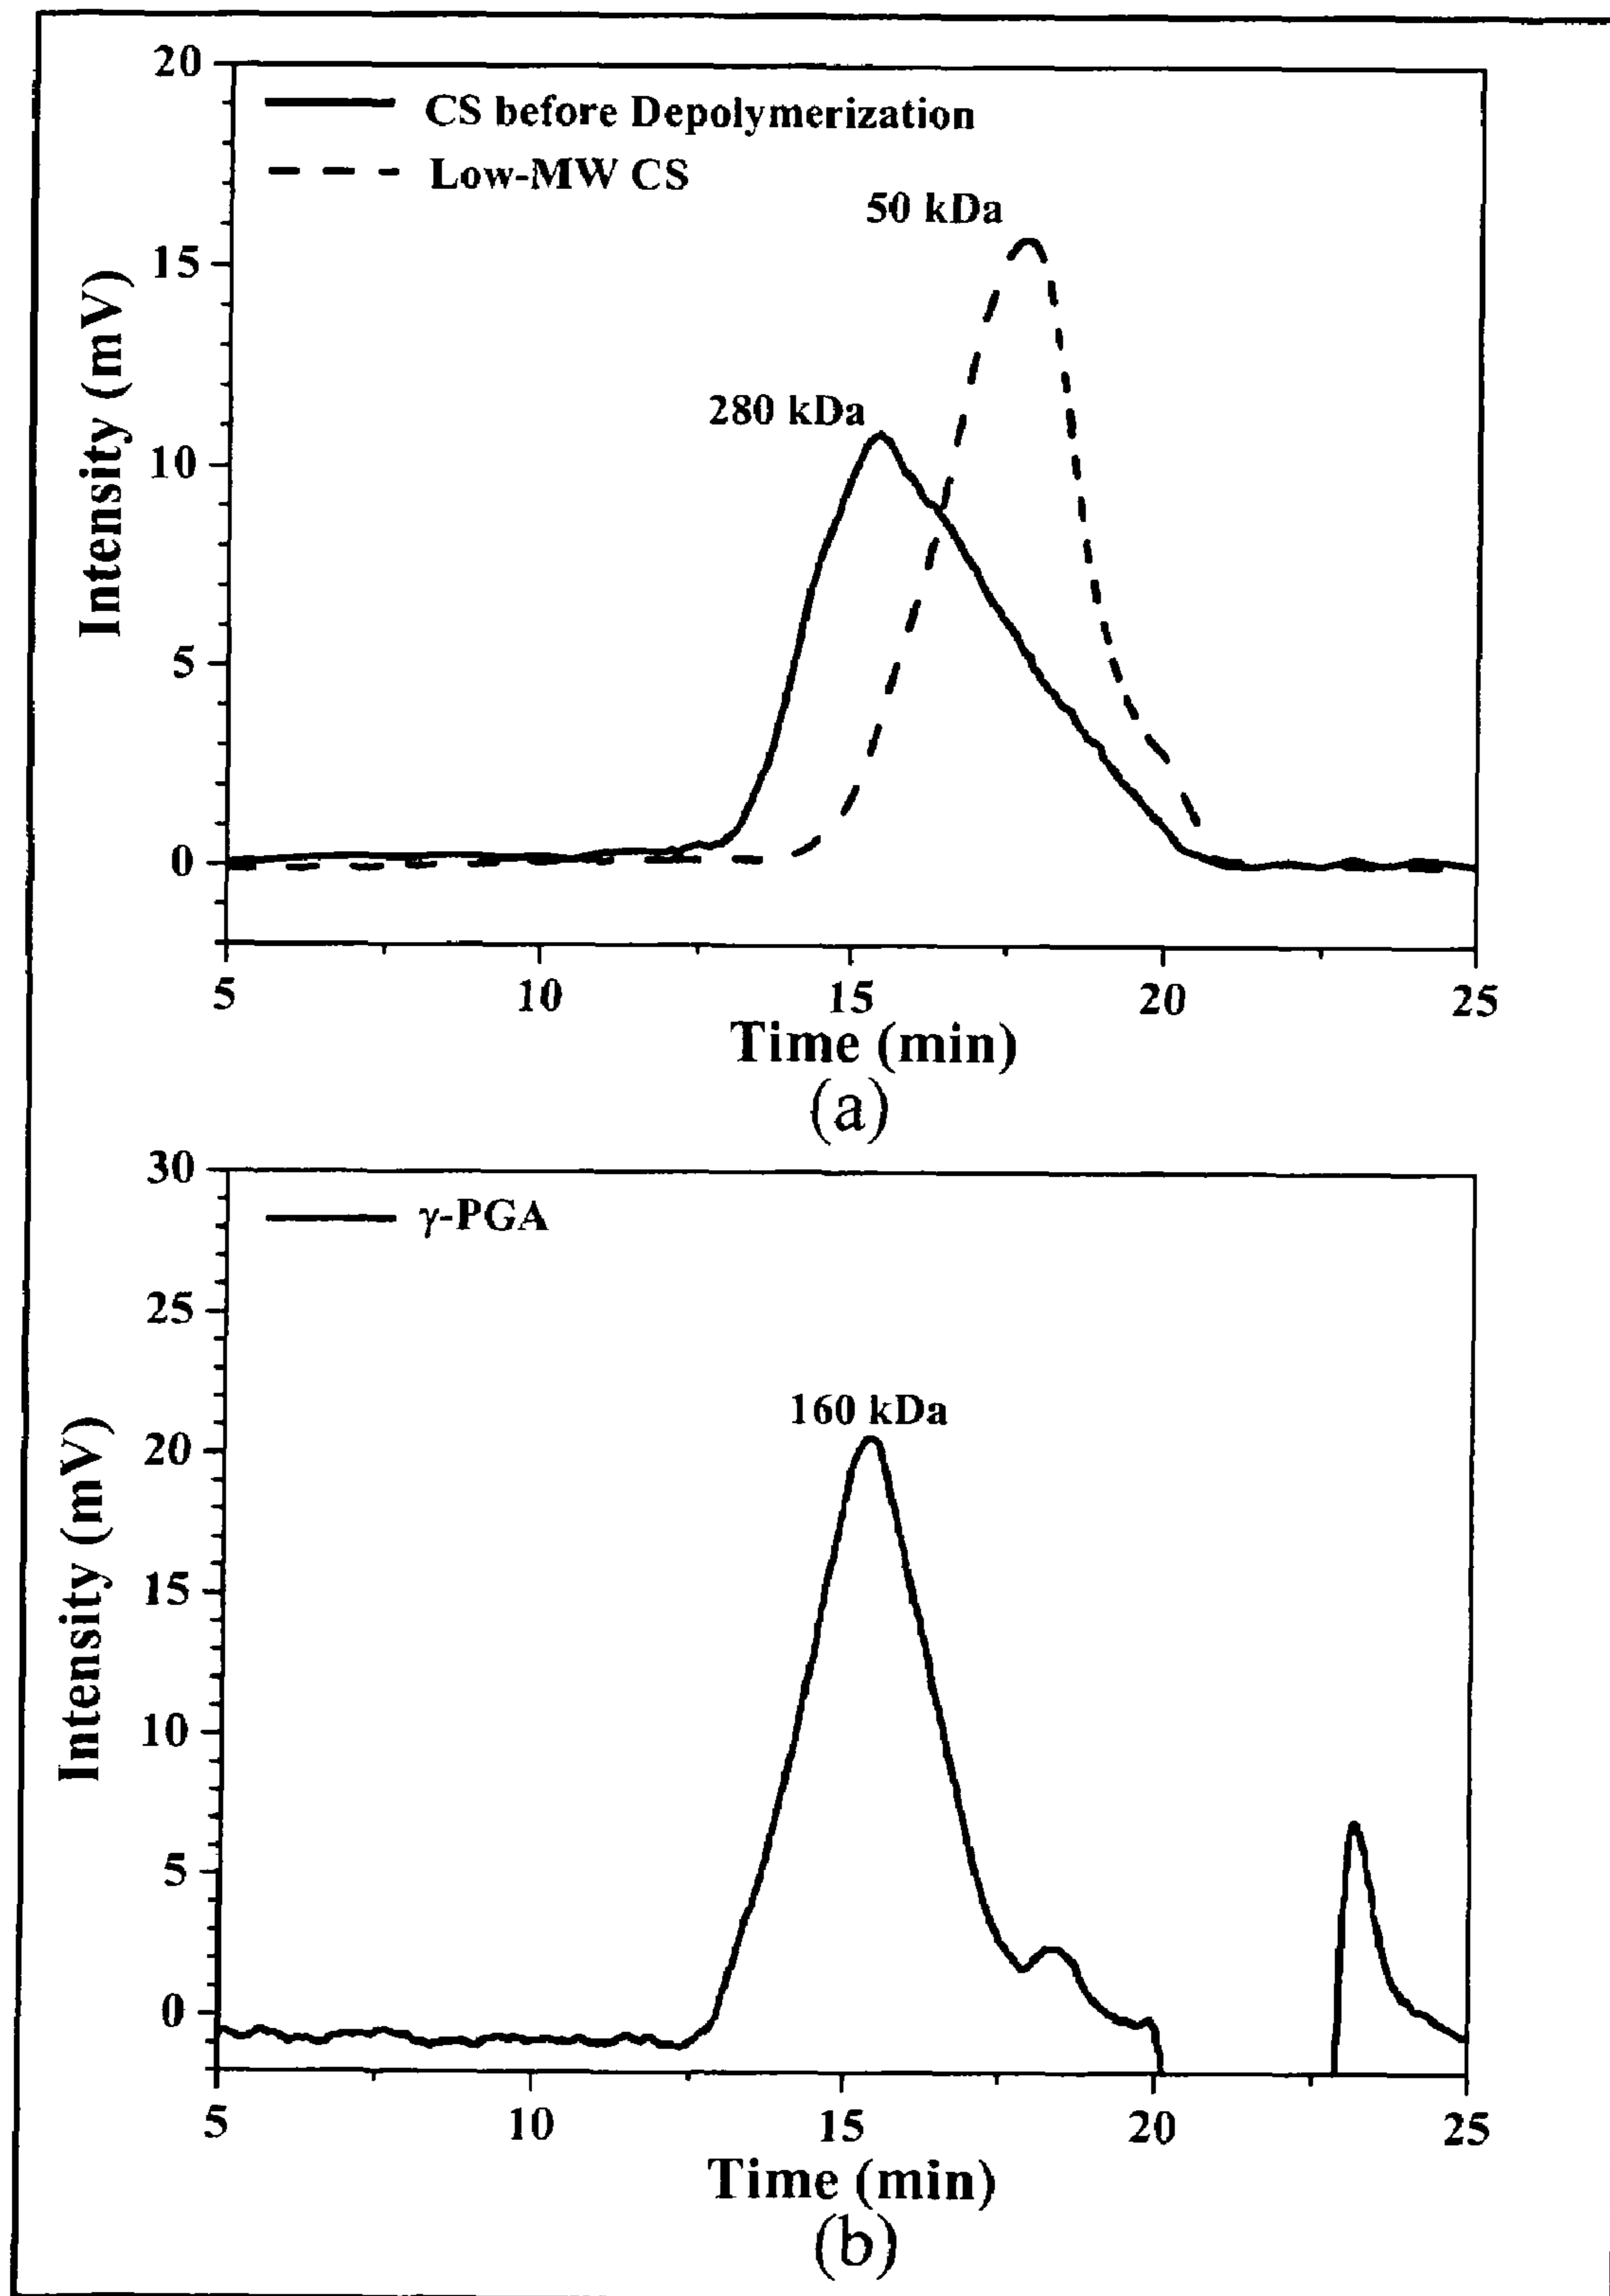 20
CS before Depolymerization
Low-MW CS
50 kDa
15
280 kDa
10
5
0
Intensity (mV)
5 10 15 20 25
Time (min)
(a)
30
γ-PGA
25
160 kDa
20
15
10
5
0
Intensity (mV)
5 10 15 20 25
Time (min)
(b)